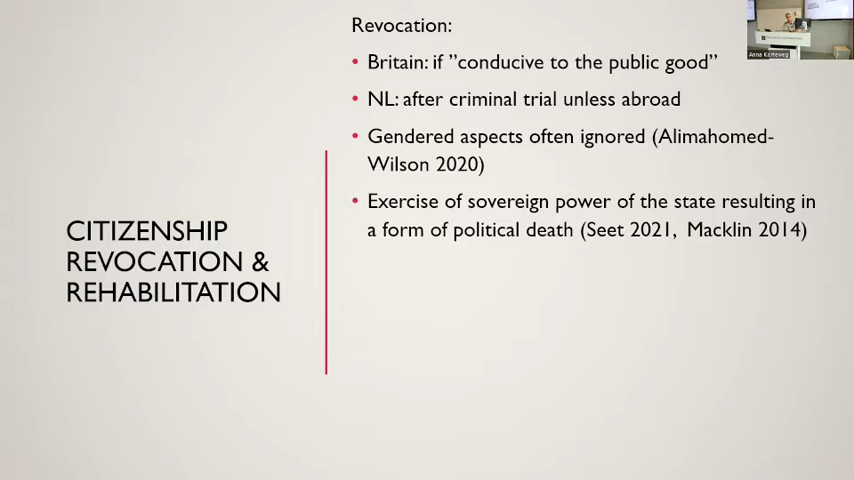 Revocation:
• Britain: if ”conducive to the public good”
• NL: after criminal trial unless abroad
• Gendered aspects often ignored (Alimahomed-
Wilson 2020)
• Exercise of sovereign power of the state resulting in
a form of political death (Seet 2021, Macklin 2014)
CITIZENSHIP
REVOCATION &
REHABILITATION
Anna Korteweg